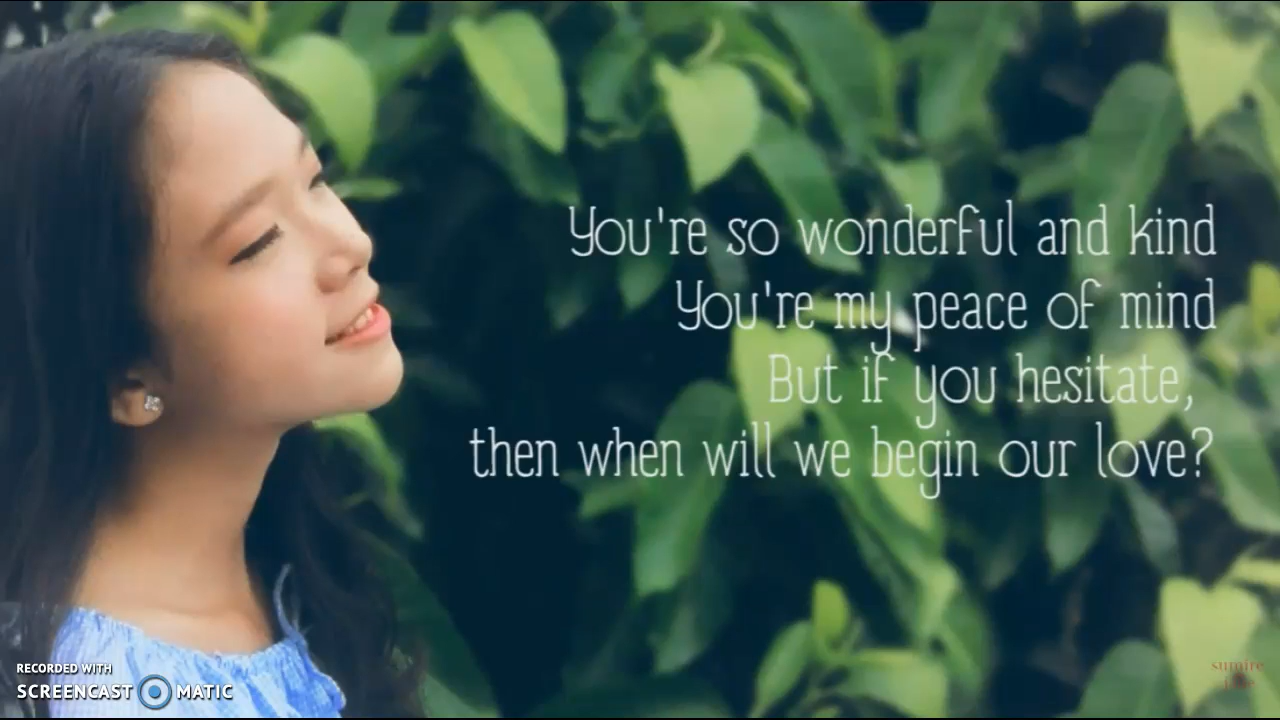 You're so wonderful and kind
You're my peace of mind
But if you hesitate,
then when will we begin our love?
RECORDED WITH
SCREENCAST MATIC
sumire